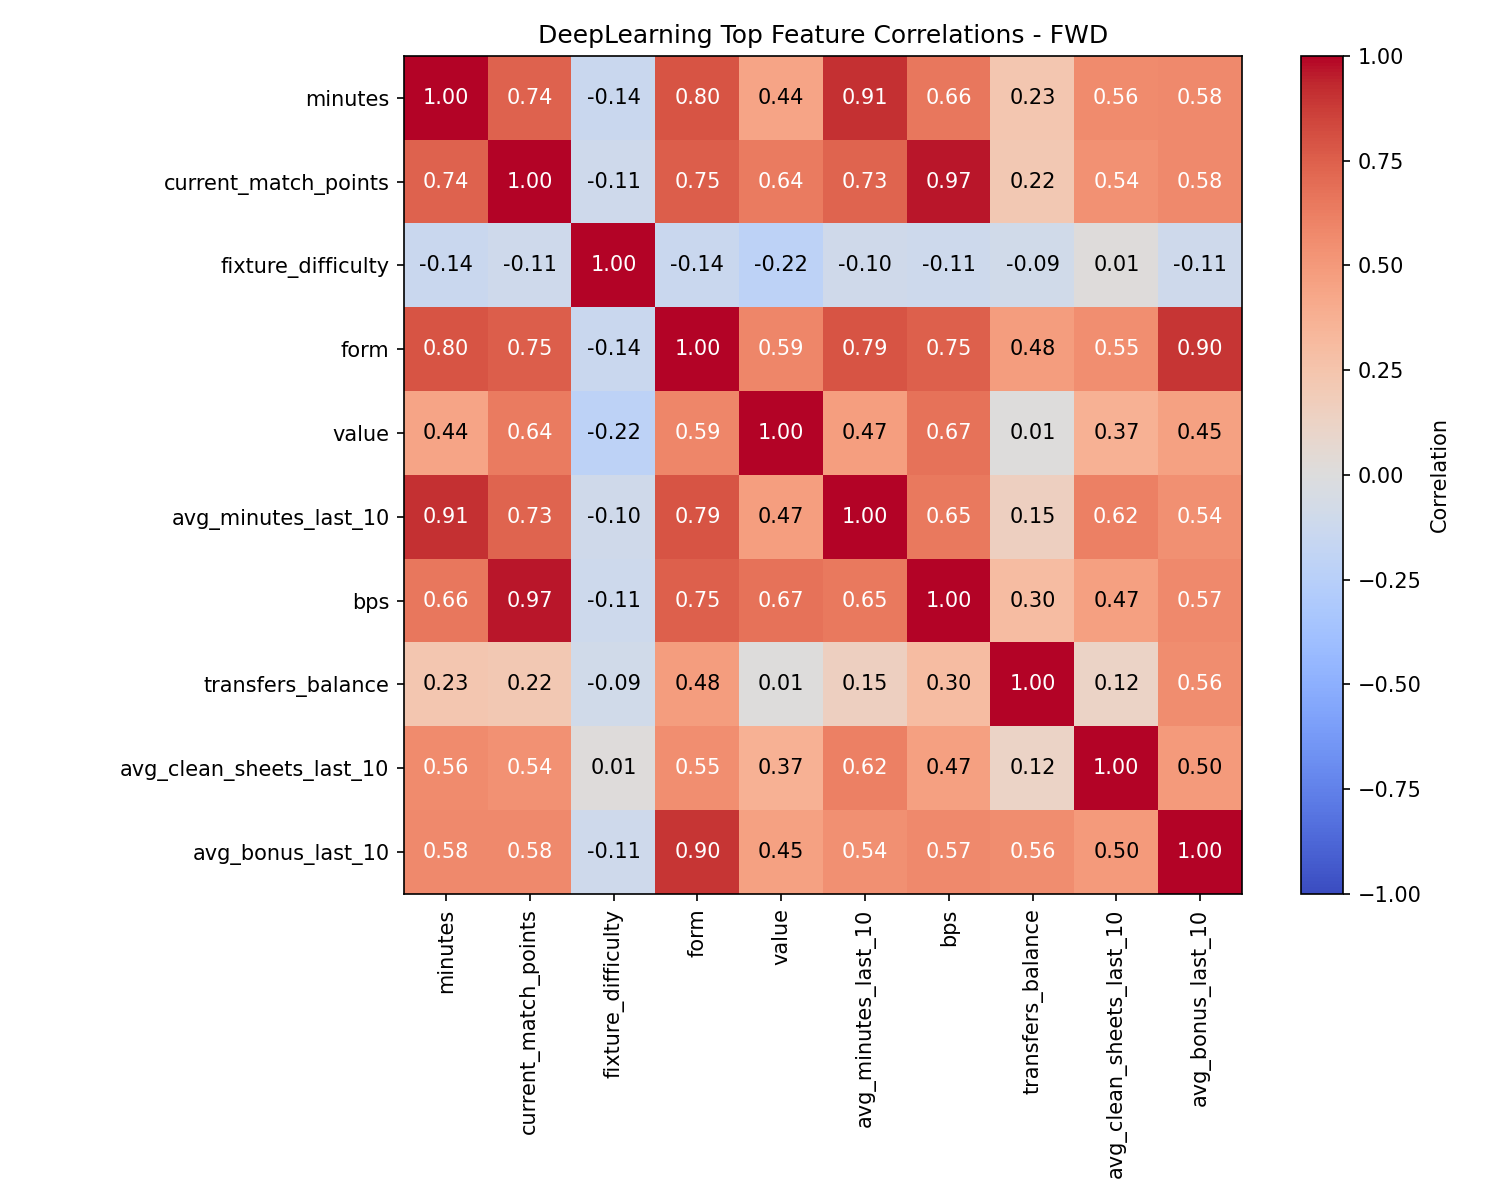 DeepLearning Top Feature Correlations - FWD
minutes 1.00 0.74 -0.14 0.80 0.44 0.91 0.66 0.23 0.56 0.58
current_match_points 0.74 1.00 -0.11 0.75 0.64 0.73 0.97 0.22 0.54 0.58
fixture_difficulty -0.14 -0.11 1.00 -0.14 -0.22 -0.10 -0.11 -0.09 0.01 -0.11
form 0.80 0.75 -0.14 1.00 0.59 0.79 0.75 0.48 0.55 0.90
value 0.44 0.64 -0.22 0.59 1.00 0.47 0.67 0.01 0.37 0.45
avg_minutes_last_10 0.91 0.73 -0.10 0.79 0.47 1.00 0.65 0.15 0.62 0.54
bps 0.66 0.97 -0.11 0.75 0.67 0.65 1.00 0.30 0.47 0.57
transfers_balance 0.23 0.22 -0.09 0.48 0.01 0.15 0.30 1.00 0.12 0.56
avg_clean_sheets_last_10 0.56 0.54 0.01 0.55 0.37 0.62 0.47 0.12 1.00 0.50
avg_bonus_last_10 0.58 0.58 -0.11 0.90 0.45 0.54 0.57 0.56 0.50 1.00
minutes
current_match_points
fixture_difficulty
form
value
avg_minutes_last_10
bps
transfers_balance
avg_clean_sheets_last_10
avg_bonus_last_10
1.00
0.75
0.50
0.25
0.00
−0.25
−0.50
−0.75
−1.00
Correlation